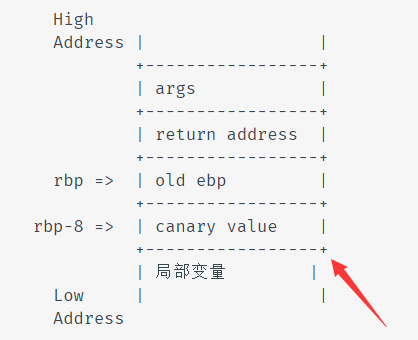 High
Address |                 |
        +-----------------+
        | args            |
        +-----------------+
        | return address  |
        +-----------------+
rbp =>  | old ebp         |
        +-----------------+
rbp-8 => | canary value    |
        +-----------------+
        | 局部变量        |
Low     |                 |
Address